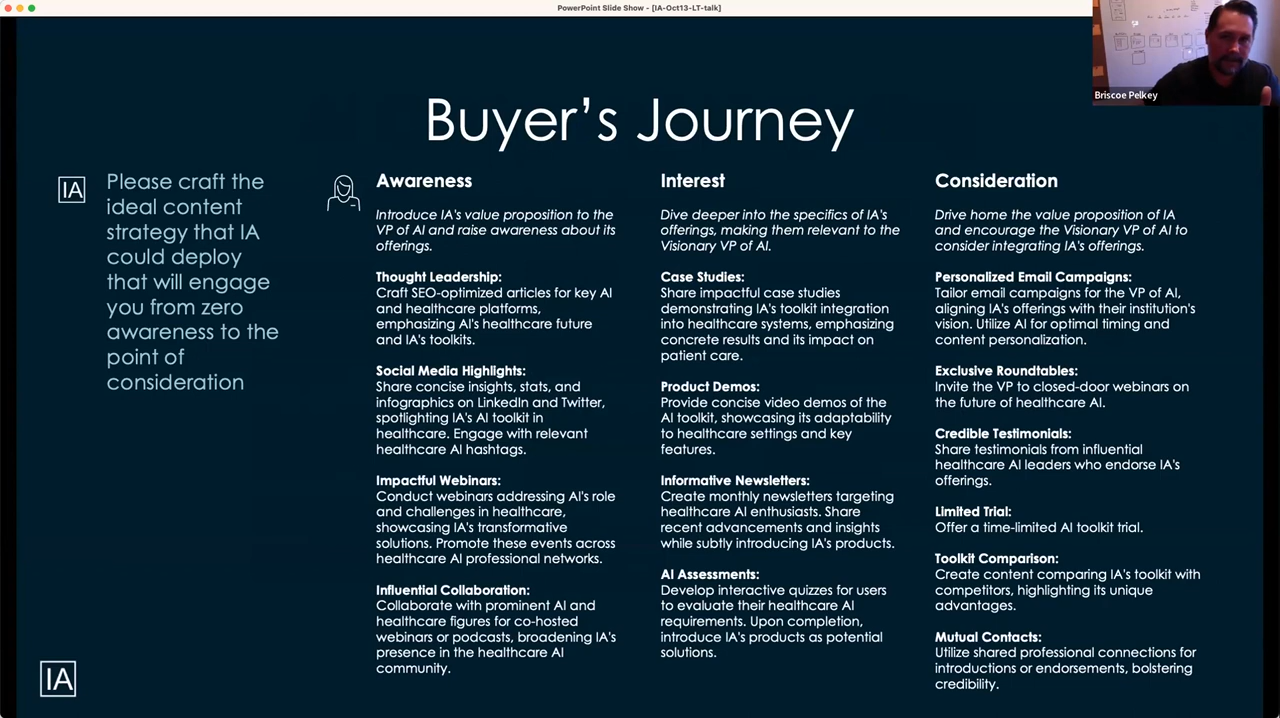 PowerPoint Slide Show - [IA-Oct13-LT-talk]
Briscoe Pelkey
Buyer’s Journey
IA
Please craft the
ideal content
strategy that IA
could deploy
that will engage
you from zero
awareness to the
point of
consideration
Awareness
Introduce IA's value proposition to the
VP of AI and raise awareness about its
offerings.
Thought Leadership:
Craft SEO-optimized articles for key AI
and healthcare platforms,
emphasizing AI's healthcare future
and IA's toolkits.
Social Media Highlights:
Share concise insights, stats, and
infographics on LinkedIn and Twitter,
spotlighting IA's AI toolkit in
healthcare. Engage with relevant
healthcare AI hashtags.
Impactful Webinars:
Conduct webinars addressing AI's role
and challenges in healthcare,
showcasing IA's transformative
solutions. Promote these events across
healthcare AI professional networks.
Influential Collaboration:
Collaborate with prominent AI and
healthcare figures for co-hosted
webinars or podcasts, broadening IA's
presence in the healthcare AI
community.
Interest
Dive deeper into the specifics of IA's
offerings, making them relevant to the
Visionary VP of AI.
Case Studies:
Share impactful case studies
demonstrating IA's toolkit integration
into healthcare systems, emphasizing
concrete results and its impact on
patient care.
Product Demos:
Provide concise video demos of the
AI toolkit, showcasing its adaptability
to healthcare settings and key
features.
Informative Newsletters:
Create monthly newsletters targeting
healthcare AI enthusiasts. Share
recent advancements and insights
while subtly introducing IA's products.
AI Assessments:
Develop interactive quizzes for users
to evaluate their healthcare AI
requirements. Upon completion,
introduce IA's products as potential
solutions.
Consideration
Drive home the value proposition of IA
and encourage the Visionary VP of AI to
consider integrating IA's offerings.
Personalized Email Campaigns:
Tailor email campaigns for the VP of AI,
aligning IA's offerings with their institution's
vision. Utilize AI for optimal timing and
content personalization.
Exclusive Roundtables:
Invite the VP to closed-door webinars on
the future of healthcare AI.
Credible Testimonials:
Share testimonials from influential
healthcare AI leaders who endorse IA's
offerings.
Limited Trial:
Offer a time-limited AI toolkit trial.
Toolkit Comparison:
Create content comparing IA's toolkit with
competitors, highlighting its unique
advantages.
Mutual Contacts:
Utilize shared professional connections for
introductions or endorsements, bolstering
credibility.
IA